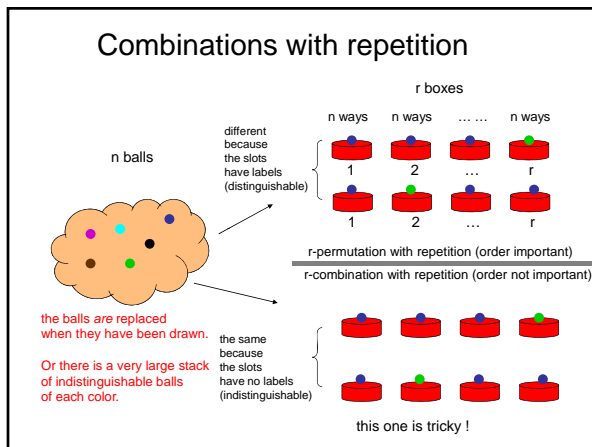 Combinations with repetition
r boxes
n ways n ways … … n ways
different
because
the slots
have labels
(distinguishable)
n balls
1 2 … r
1 2 … r
r-permutation with repetition (order important)
r-combination with repetition (order not important)
the balls are replaced
when they have been drawn.
Or there is a very large stack
of indistinguishable balls
of each color.
the same
because
the slots
have no labels
(indistinguishable)
this one is tricky !